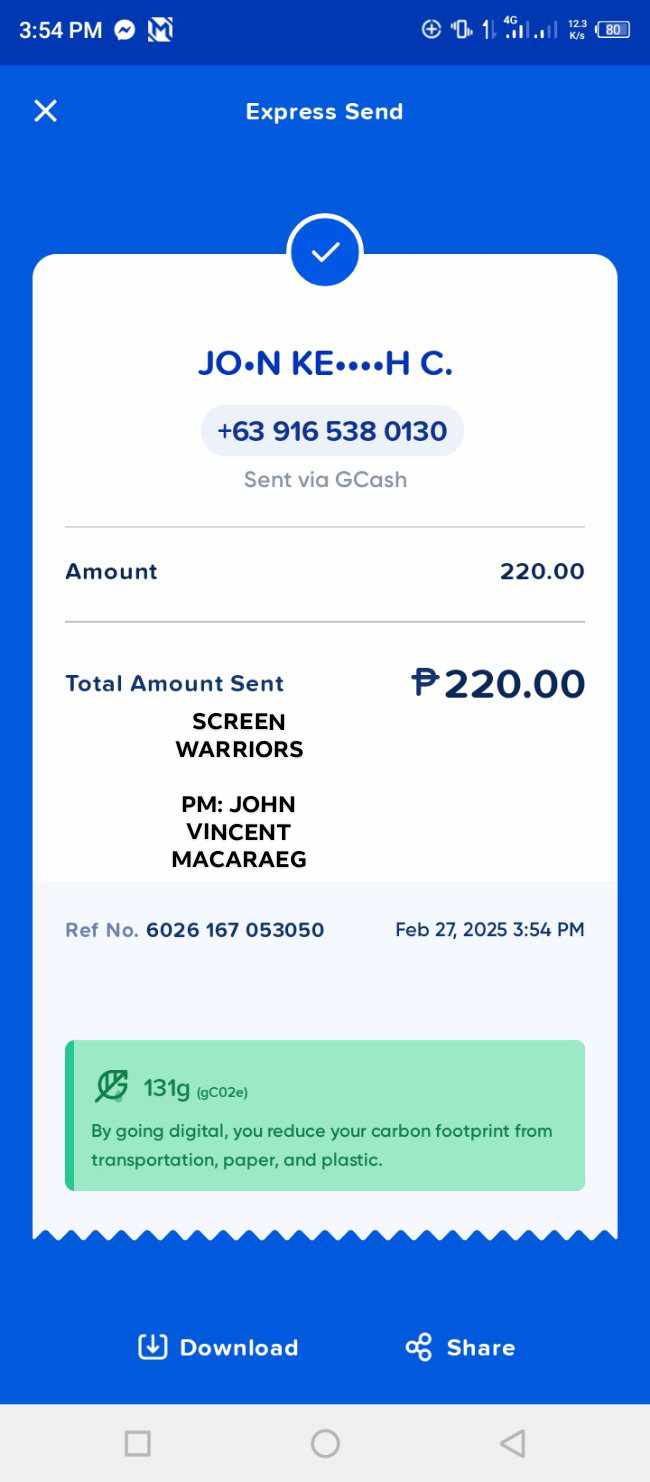 3:54 PM
4G
12.3
K/s
80
Express Send
JO•N KE••••H C.
+63 916 538 0130
Sent via GCash
Amount 220.00
Total Amount Sent ₱220.00
SCREEN
WARRIORS
PM: JOHN
VINCENT
MACARAEG
Ref No. 6026 167 053050 Feb 27, 2025 3:54 PM
131g (gC02e)
By going digital, you reduce your carbon footprint from
transportation, paper, and plastic.
Download Share